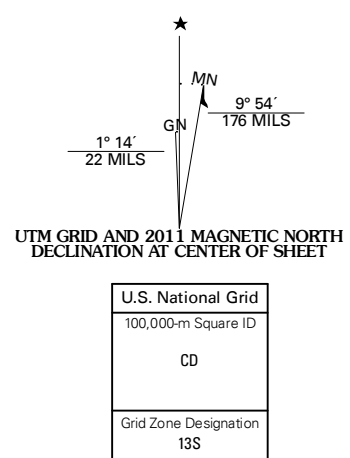 ★
MN
GN
9° 54´
176 MILS
1° 14´
22 MILS
UTM GRID AND 2011 MAGNETIC NORTH
DECLINATION AT CENTER OF SHEET
U.S. National Grid
100,000-m Square ID
CD
Grid Zone Designation
13S